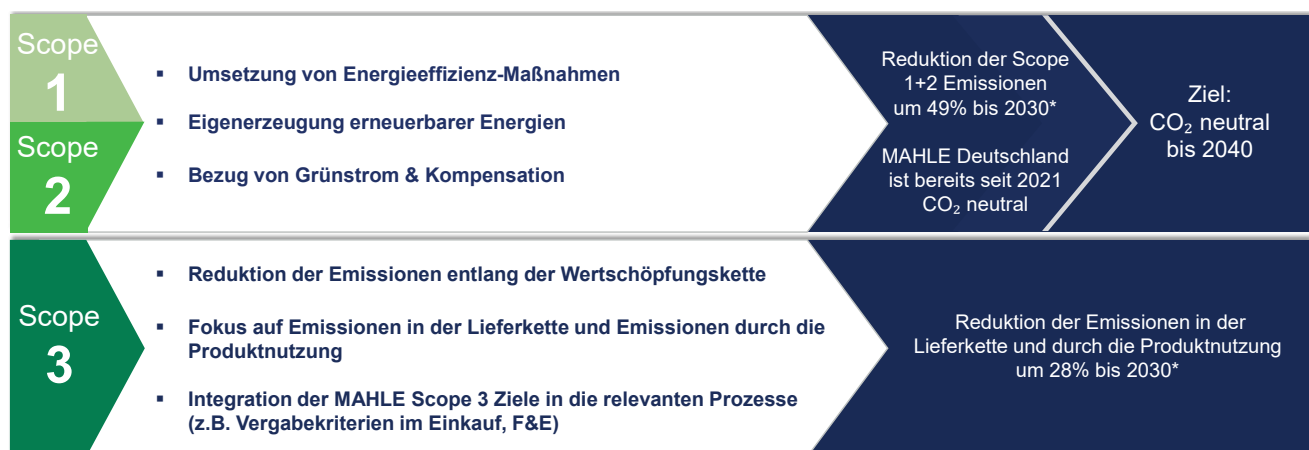 Scope
1
Scope
2
▪ Umsetzung von Energieeffizienz-Maßnahmen
▪ Eigenerzeugung erneuerbarer Energien
▪ Bezug von Grünstrom & Kompensation
Reduktion der Scope
1+2 Emissionen
um 49% bis 2030*
MAHLE Deutschland
ist bereits seit 2021
CO₂ neutral
Ziel:
CO₂ neutral
bis 2040
Scope
3
▪ Reduktion der Emissionen entlang der Wertschöpfungskette
▪ Fokus auf Emissionen in der Lieferkette und Emissionen durch die
Produktnutzung
▪ Integration der MAHLE Scope 3 Ziele in die relevanten Prozesse
(z.B. Vergabekriterien im Einkauf, F&E)
Reduktion der Emissionen in der
Lieferkette und durch die Produktnutzung
um 28% bis 2030*